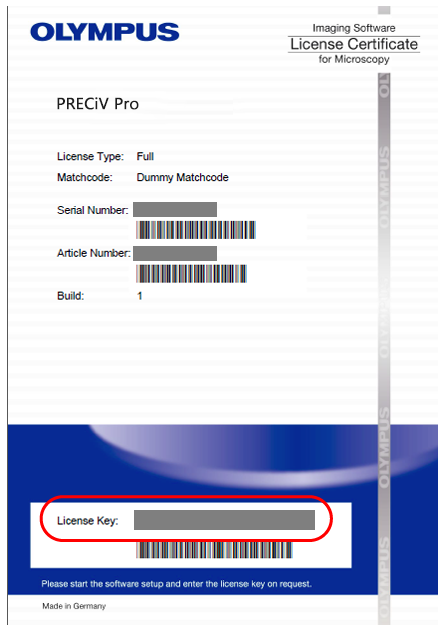 OLYMPUS
Imaging Software
License Certificate
for Microscopy
PRECiV Pro
License Type: Full
Matchcode: Dummy Matchcode
Serial Number:
Article Number:
Build: 1
OLYMPUS
OLYMPUS
OLYMPUS
OLYMPUS
License Key:
Please start the software setup and enter the license key on request.
Made in Germany